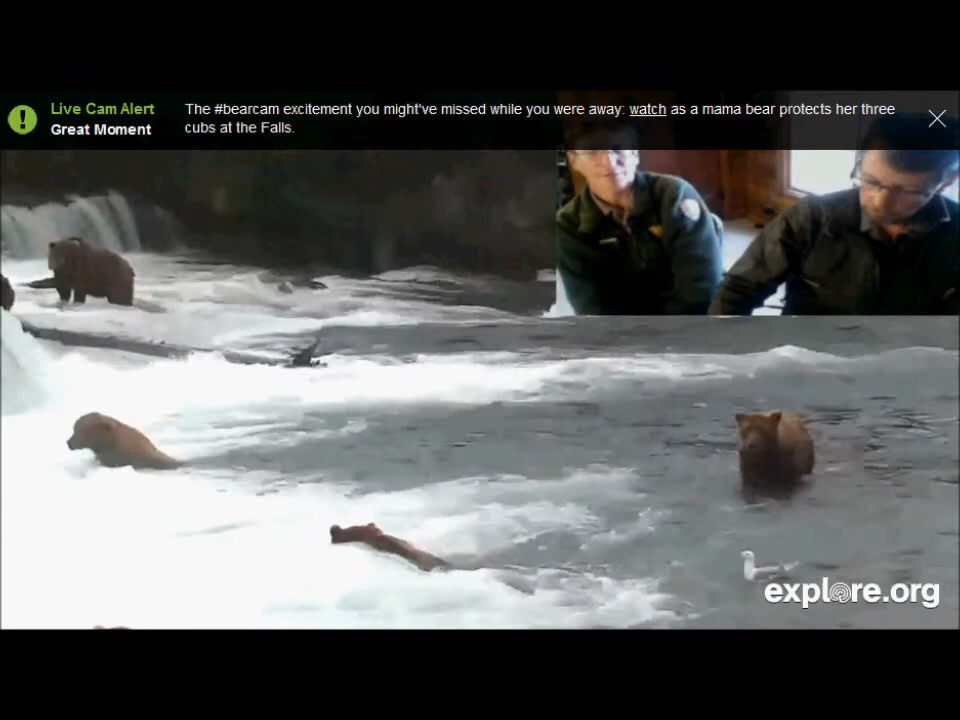 Live Cam Alert
Great Moment
The #bearcam excitement you might've missed while you were away: watch as a mama bear protects her three
cubs at the Falls.
explore.org